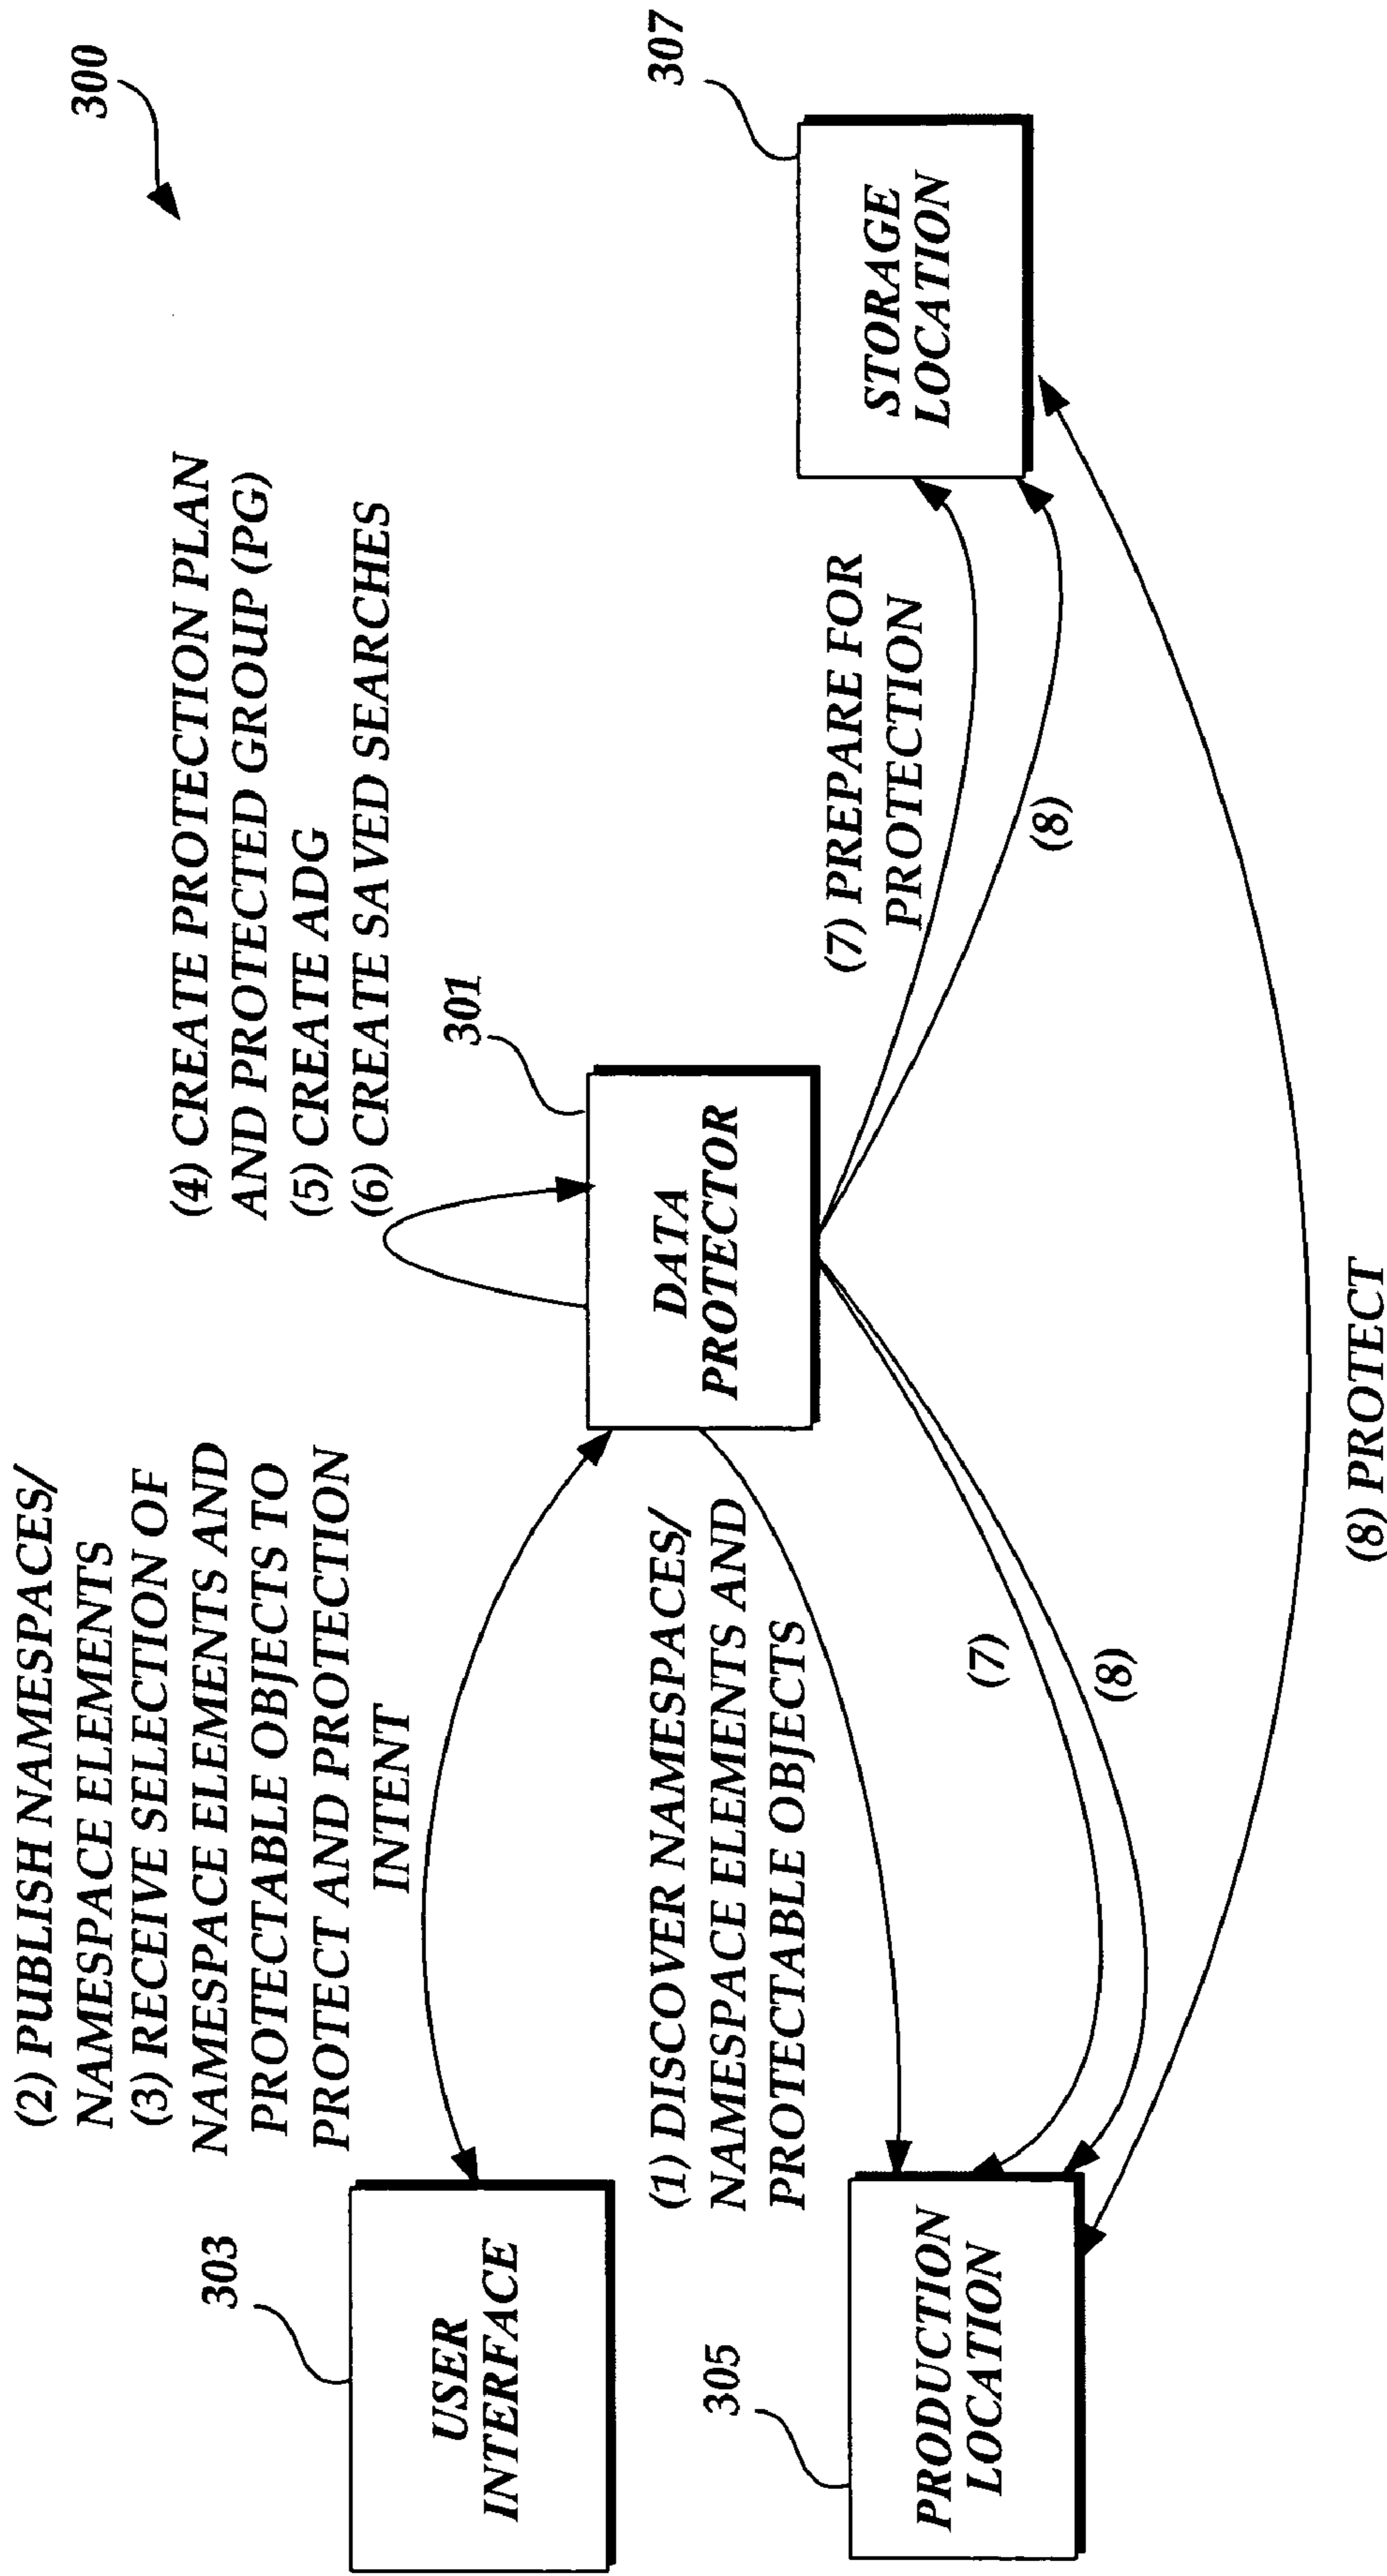 300
(2) PUBLISH NAMESPACES/
NAMESPACE ELEMENTS
(3) RECEIVE SELECTION OF
NAMESPACE ELEMENTS AND
PROTECTABLE OBJECTS TO
PROTECT AND PROTECTION
INTENT
(4) CREATE PROTECTION PLAN
AND PROTECTED GROUP (PG)
(5) CREATE ADG
(6) CREATE SAVED SEARCHES
303
USER
INTERFACE
301
DATA
PROTECTOR
(1) DISCOVER NAMESPACES/
NAMESPACE ELEMENTS AND
PROTECTABLE OBJECTS
305
PRODUCTION
LOCATION
307
STORAGE
LOCATION
(7) PREPARE FOR
PROTECTION
(8)
(7)
(8)
(8) PROTECT